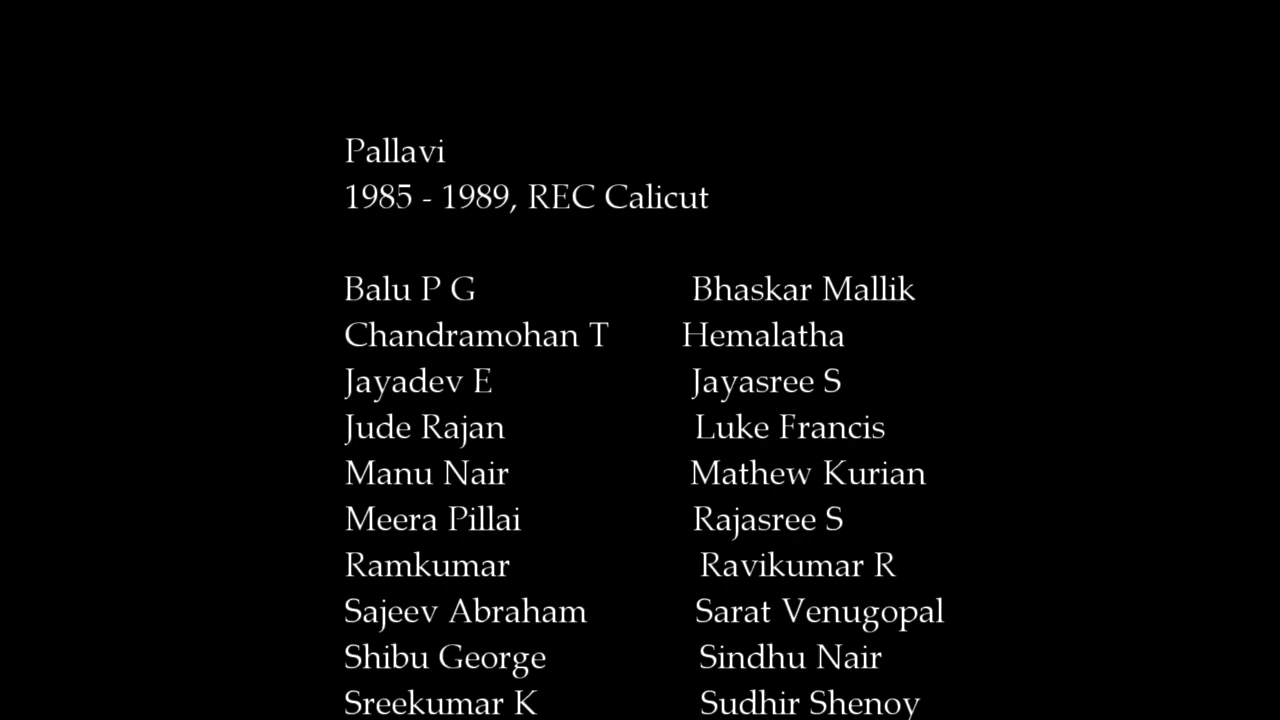 Pallavi
1985 - 1989, REC Calicut
Balu P G Bhaskar Mallik
Chandramohan T Hemalatha
Jayadev E Jayasree S
Jude Rajan Luke Francis
Manu Nair Mathew Kurian
Meera Pillai Rajasree S
Ramkumar Ravikumar R
Sajeev Abraham Sarat Venugopal
Shibu George Sindhu Nair
Sreekumar K Sudhir Shenoy